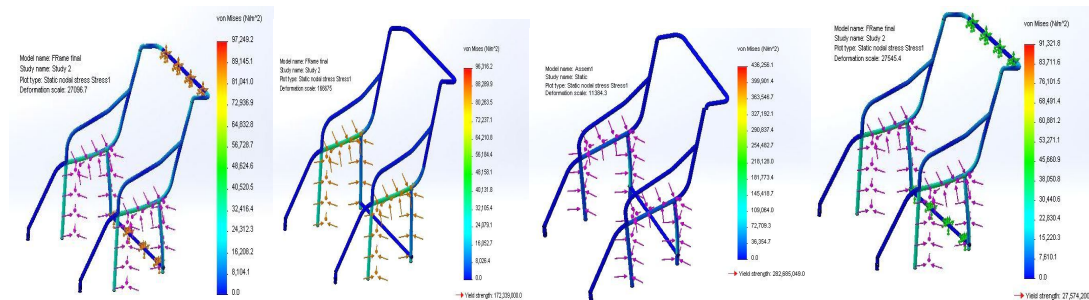 Model name: FRame final
Study name: Study 2
Plot type: Static nodal stress Stress1
Deformation scale: 27096.7
von Mises (N/m^2)
97,249.2
89,145.1
81,041.0
72,936.9
64,832.8
56,728.7
48,624.6
40,520.5
32,416.4
24,312.3
16,208.2
8,104.1
0.0
Model name: FRame final
Study name: Study 2
Plot type: Static nodal stress Stress1
von Mises (N/m^2)
96,316.2
88,289.8
80,263.5
72,237.1
64,210.8
56,184.4
48,158.1
40,131.8
32,105.4
24,079.1
16,052.7
8,026.4
0.0
Yield strength: 172,339,000.0
Model name: Assem1
Study name: Static
Plot type: Static nodal stress Stress1
Deformation scale: 11384.3
von Mises (N/m^2)
436,256.1
399,901.4
363,546.7
327,192.1
290,837.4
254,482.7
218,128.0
181,773.4
145,418.7
109,064.0
72,709.3
36,354.7
0.0
Yield strength: 282,685,049.0
Model name: FRame final
Study name: Study 2
Plot type: Static nodal stress Stress1
Deformation scale: 27545.4
von Mises (N/m^2)
91,321.8
83,711.6
76,101.5
68,491.4
60,881.2
53,271.1
45,660.9
38,050.8
30,440.6
22,830.4
15,220.3
7,610.1
0.0
Yield strength: 27,574,200